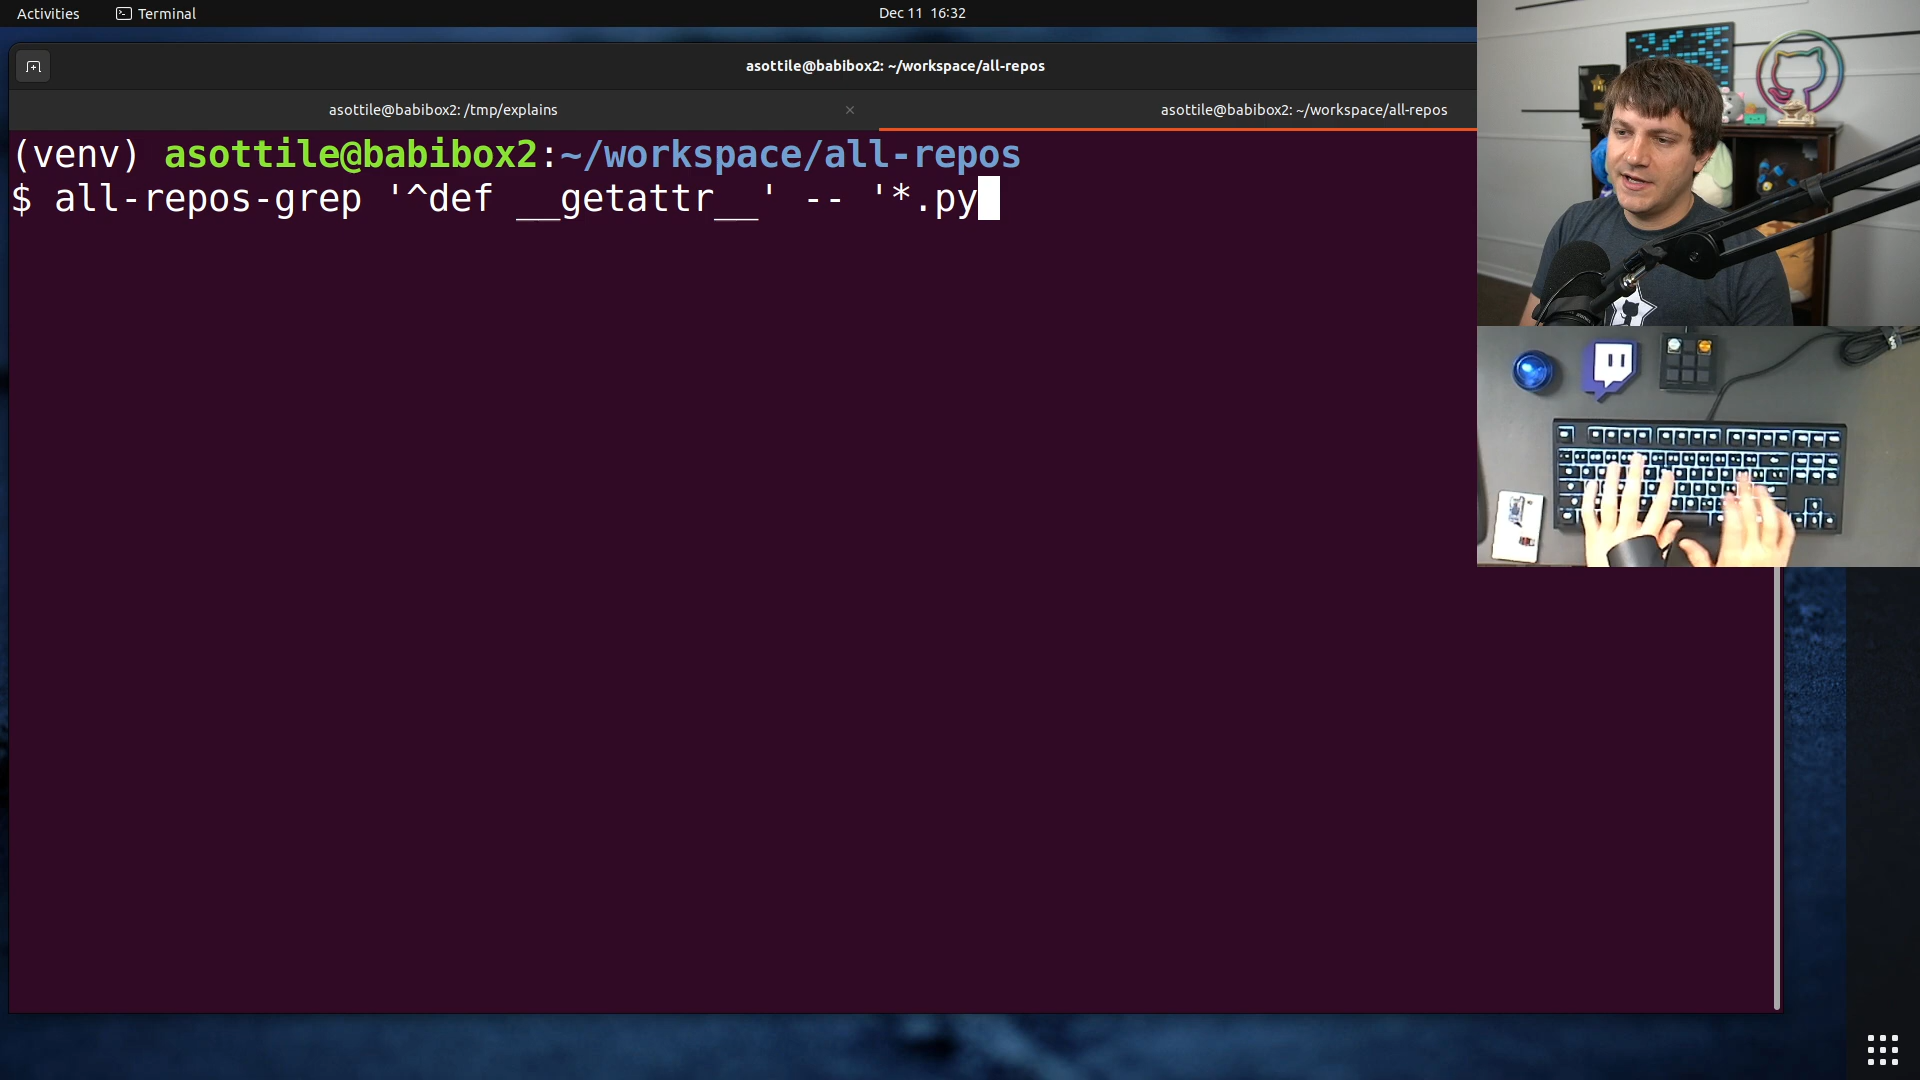 Activities
Terminal
Dec 11 16:32
asottile@babibox2: ~/workspace/all-repos
asottile@babibox2: /tmp/explains
asottile@babibox2: ~/workspace/all-repos
(venv) asottile@babibox2:~/workspace/all-repos
$ all-repos-grep '^def __getattr__' -- '*.py